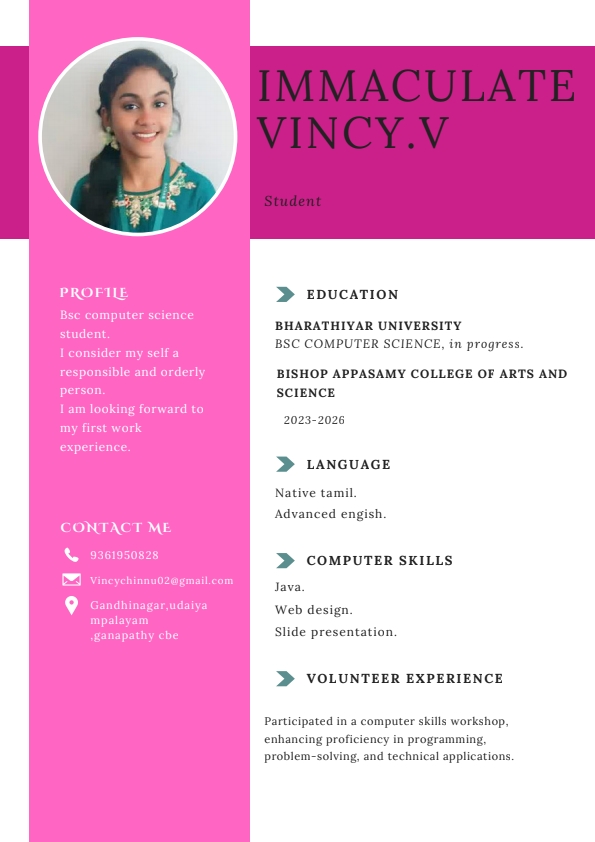 IMMACULATE
VINCY.V
Student
PROFILE
Bsc computer science
student.
I consider my self a
responsible and orderly
person.
I am looking forward to
my first work
experience.
CONTACT ME
9361950828
Vincychinnu02@gmail.com
Gandhinagar,udaiya
mpalayam
,ganapathy cbe
EDUCATION
BHARATHIYAR UNIVERSITY
BSC COMPUTER SCIENCE, in progress.
BISHOP APPASAMY COLLEGE OF ARTS AND
SCIENCE
2023-2026
LANGUAGE
Native tamil.
Advanced engish.
COMPUTER SKILLS
Java.
Web design.
Slide presentation.
VOLUNTEER EXPERIENCE
Participated in a computer skills workshop,
enhancing proficiency in programming,
problem-solving, and technical applications.